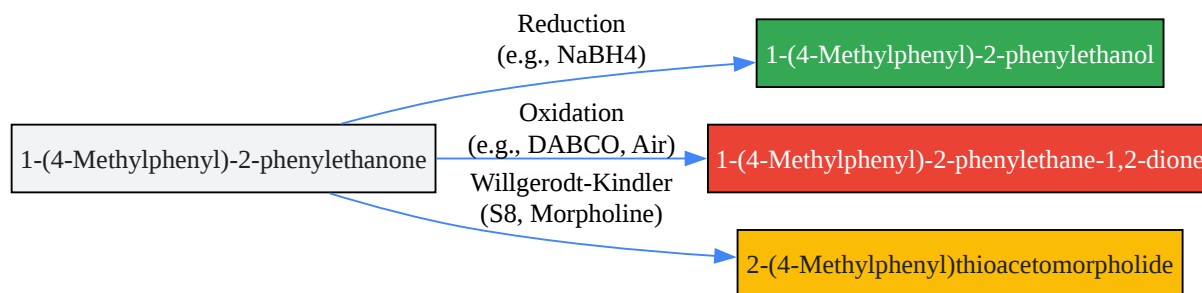 Reduction
(e.g., NaBH4)
1-(4-Methylphenyl)-2-phenylethanol
Oxidation
(e.g., DABCO, Air)
1-(4-Methylphenyl)-2-phenylethanone
1-(4-Methylphenyl)-2-phenylethane-1,2-dione
Willgerodt-Kindler
(S8, Morpholine)
2-(4-Methylphenyl)thioacetomorpholide